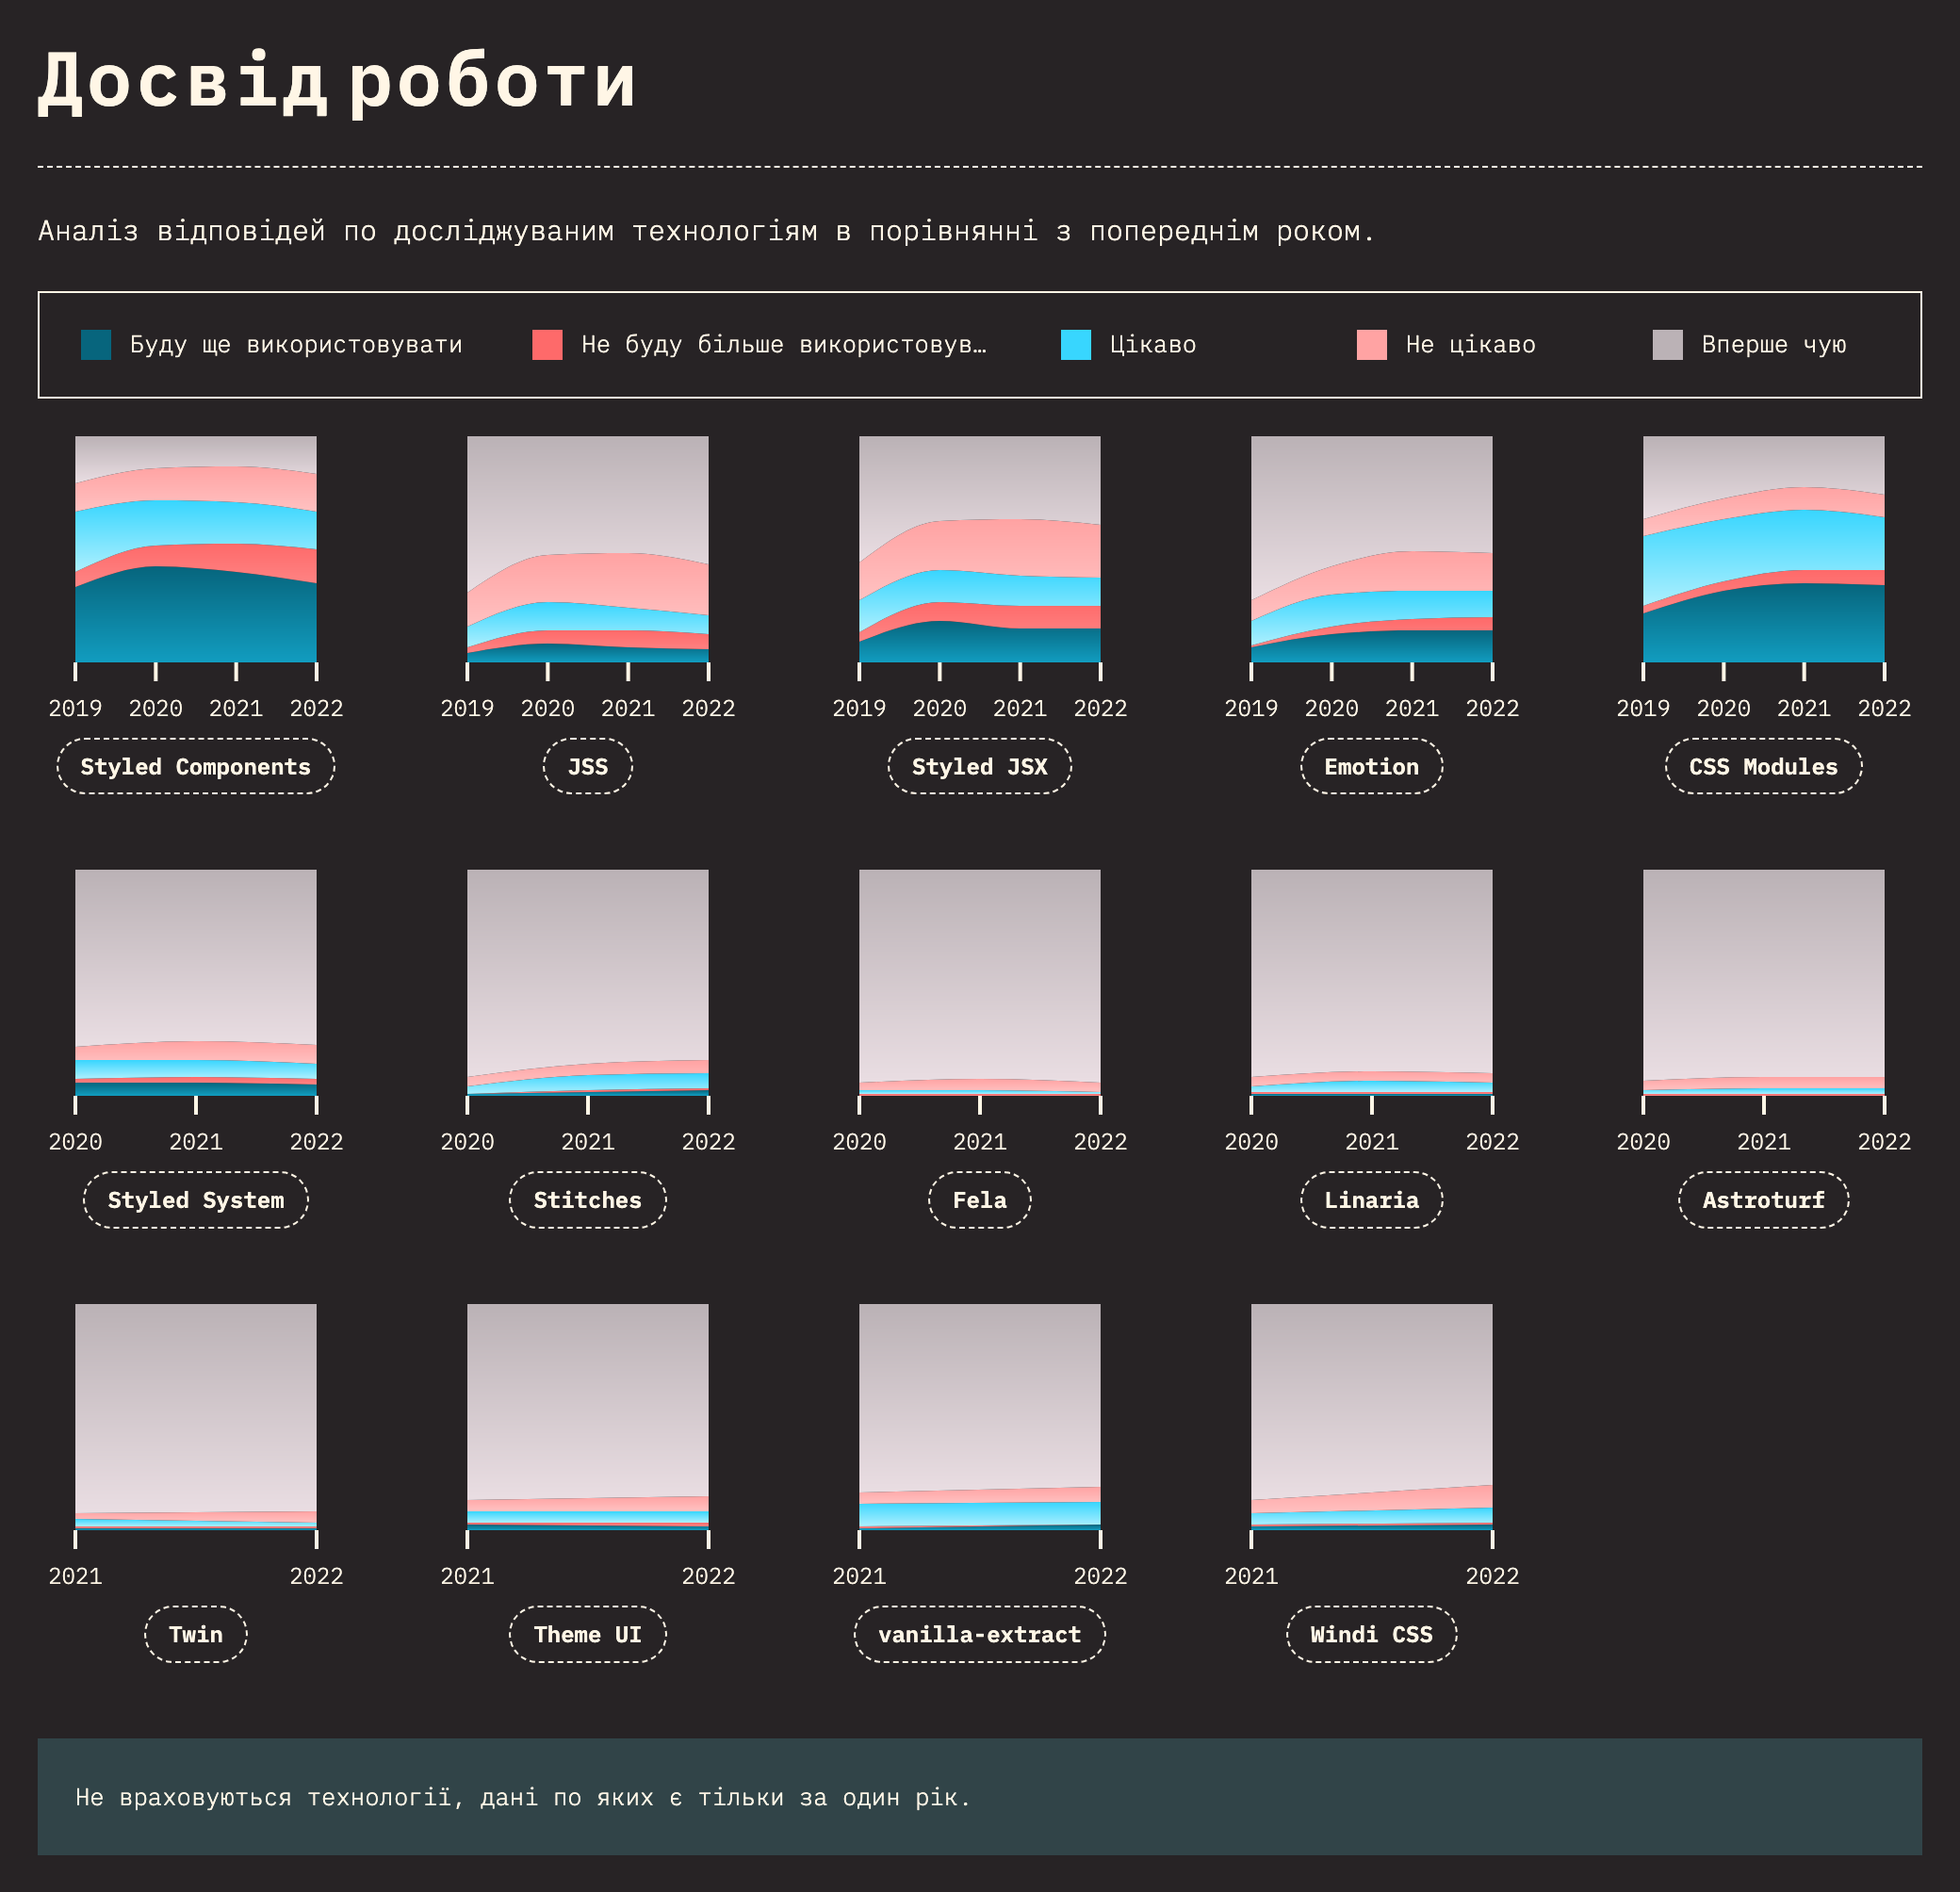 Досвід роботи
Аналіз відповідей по досліджуваним технологіям в порівнянні з попереднім роком.
Буду ще використовувати Не буду більше використовув… Цікаво Не цікаво Вперше чую
2019 2020 2021 2022 2019 2020 2021 2022 2019 2020 2021 2022 2019 2020 2021 2022 2019 2020 2021 2022
Styled Components JSS Styled JSX Emotion CSS Modules
2020 2021 2022 2020 2021 2022 2020 2021 2022 2020 2021 2022 2020 2021 2022
Styled System Stitches Fela Linaria Astroturf
2021 2022 2021 2022 2021 2022 2021 2022
Twin Theme UI vanilla-extract Windi CSS
Не враховуються технології, дані по яких є тільки за один рік.